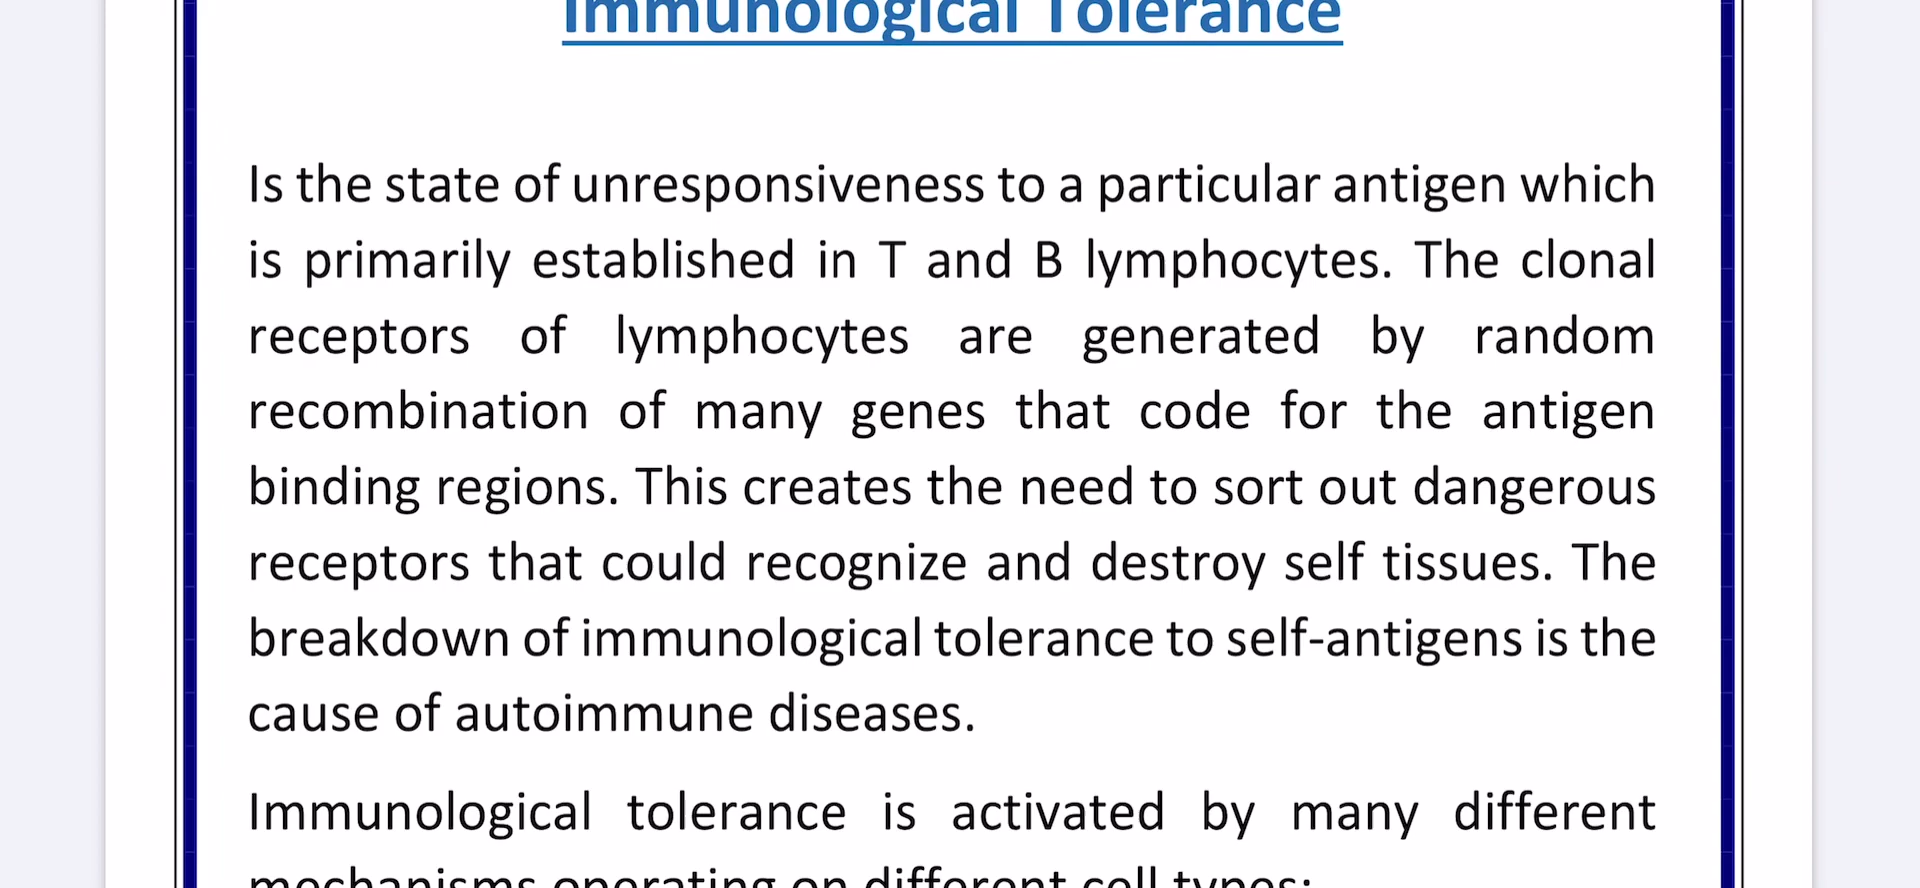 Immunological Tolerance
Is the state of unresponsiveness to a particular antigen which
is primarily established in T and B lymphocytes. The clonal
receptors of lymphocytes are generated by random
recombination of many genes that code for the antigen
binding regions. This creates the need to sort out dangerous
receptors that could recognize and destroy self tissues. The
breakdown of immunological tolerance to self-antigens is the
cause of autoimmune diseases.
Immunological tolerance is activated by many different
mechanisms operating on different cell types: